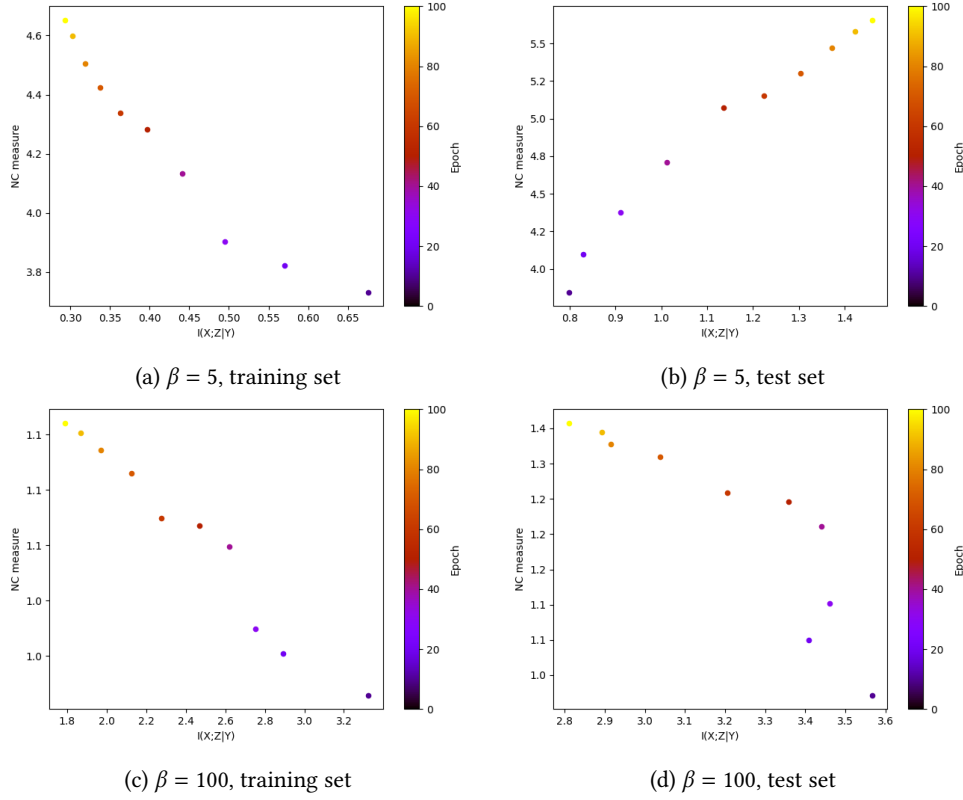 4.6
4.4
4.2
4.0
3.8
NC measure
0.30 0.35 0.40 0.45 0.50 0.55 0.60 0.65
I(X;Z|Y)
100
80
60
40
20
0
Epoch
(a) β = 5, training set
5.5
5.2
5.0
4.8
4.5
4.2
4.0
NC measure
0.8 0.9 1.0 1.1 1.2 1.3 1.4
I(X;Z|Y)
100
80
60
40
20
0
Epoch
(b) β = 5, test set
1.1
1.1
1.1
1.0
1.0
NC measure
1.8 2.0 2.2 2.4 2.6 2.8 3.0 3.2
I(X;Z|Y)
100
80
60
40
20
0
Epoch
(c) β = 100, training set
1.4
1.3
1.2
1.2
1.1
1.1
1.0
NC measure
2.8 2.9 3.0 3.1 3.2 3.3 3.4 3.5 3.6
I(X;Z|Y)
100
80
60
40
20
0
Epoch
(d) β = 100, test set